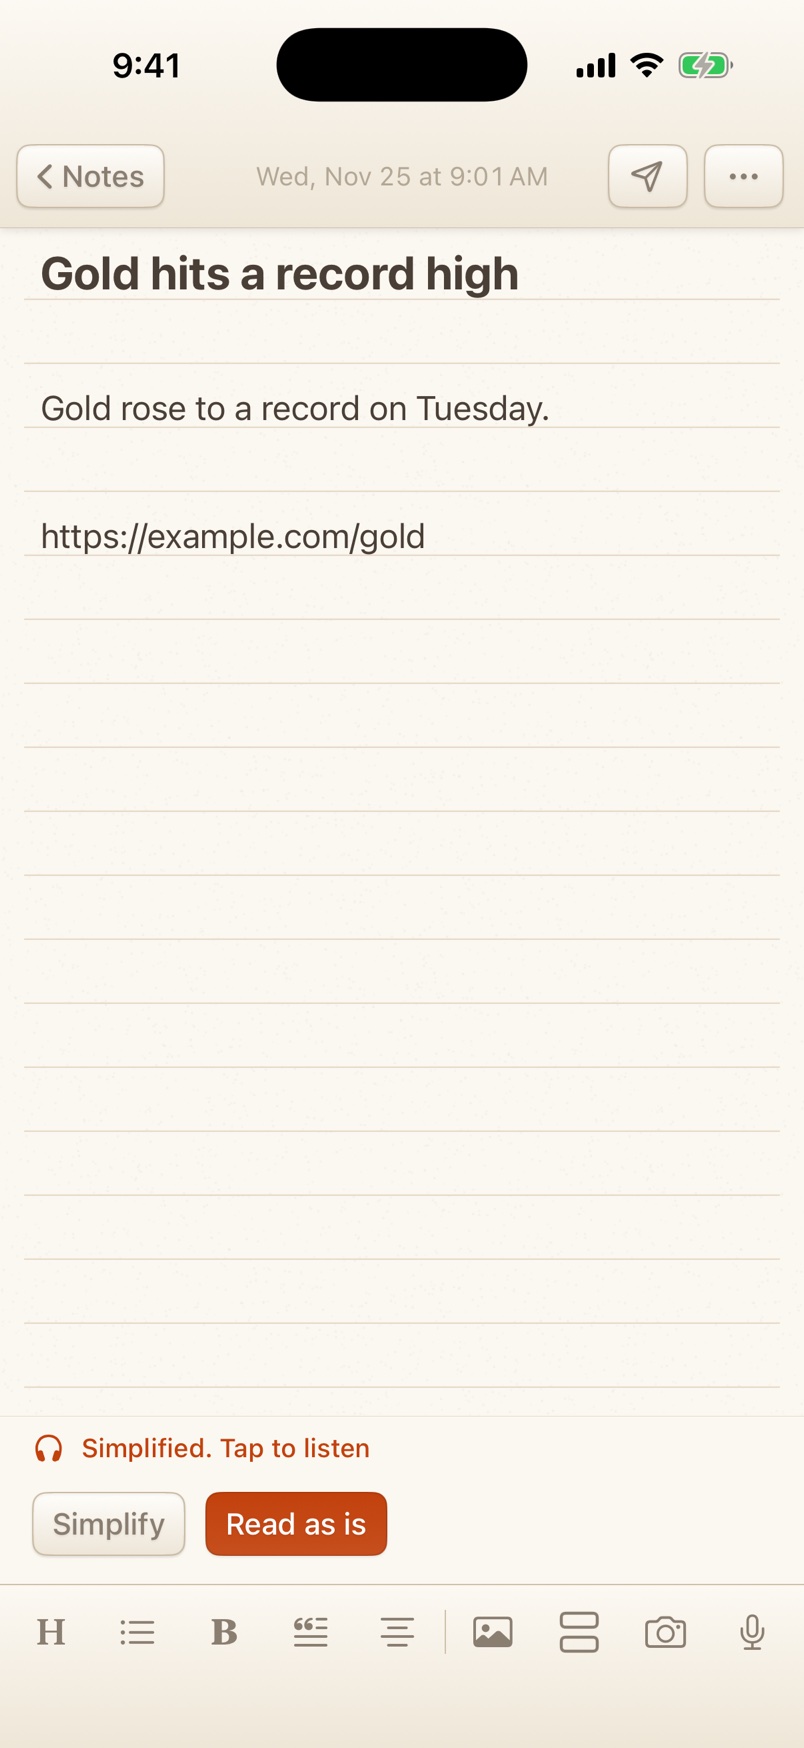 9:41
Notes
Wed, Nov 25 at 9:01 AM
Gold hits a record high
Gold rose to a record on Tuesday.
https://example.com/gold
Simplified. Tap to listen
Simplify
Read as is
H
B